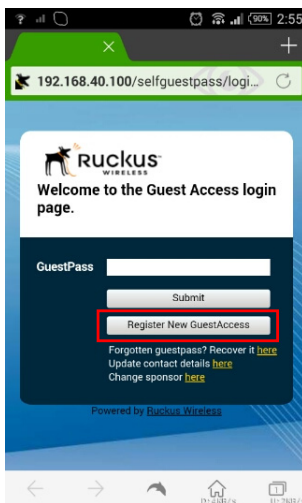 90% 2:55
192.168.40.100/selfguestpass/logi...
RUCKUS
WIRELESS
Welcome to the Guest Access login
page.
GuestPass
Submit
Register New GuestAccess
Forgotten guestpass? Recover it here
Update contact details here
Change sponsor here
Powered by Ruckus Wireless
1